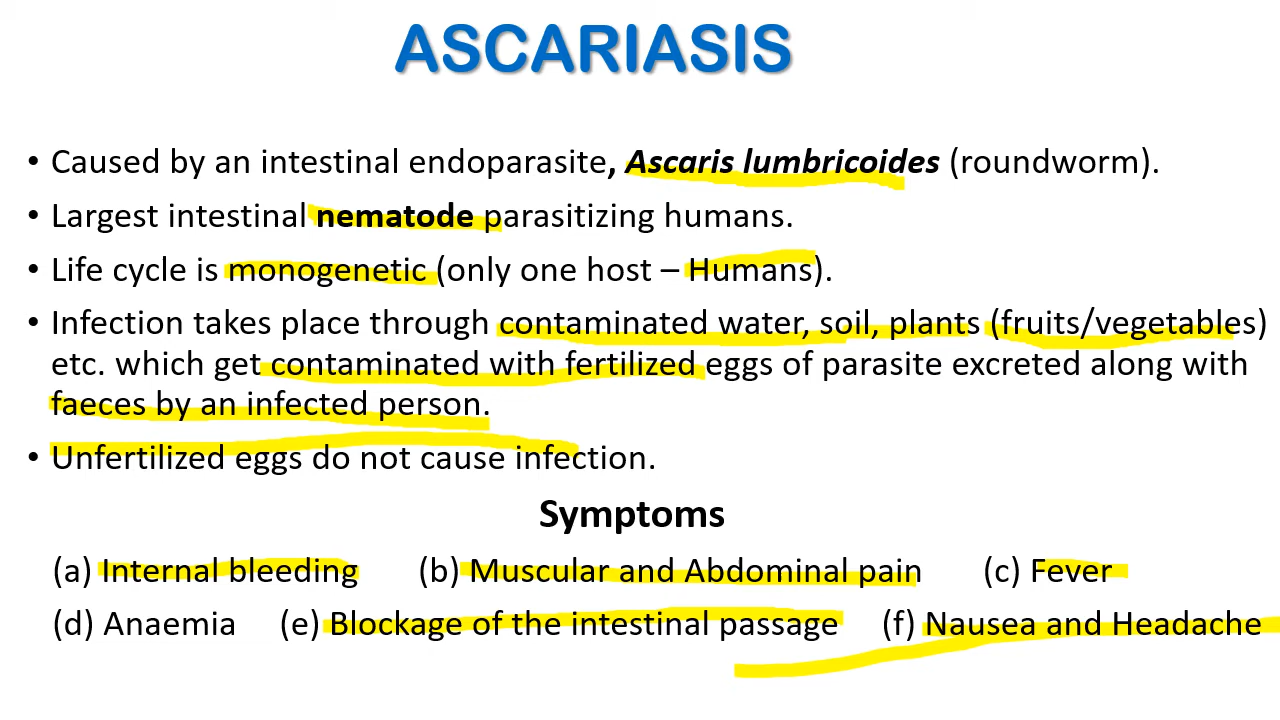 ASCARIASIS
• Caused by an intestinal endoparasite, Ascaris lumbricoides (roundworm).
• Largest intestinal nematode parasitizing humans.
• Life cycle is monogenetic (only one host – Humans).
• Infection takes place through contaminated water, soil, plants (fruits/vegetables)
etc. which get contaminated with fertilized eggs of parasite excreted along with
faeces by an infected person.
• Unfertilized eggs do not cause infection.
Symptoms
(a) Internal bleeding (b) Muscular and Abdominal pain (c) Fever
(d) Anaemia (e) Blockage of the intestinal passage (f) Nausea and Headache